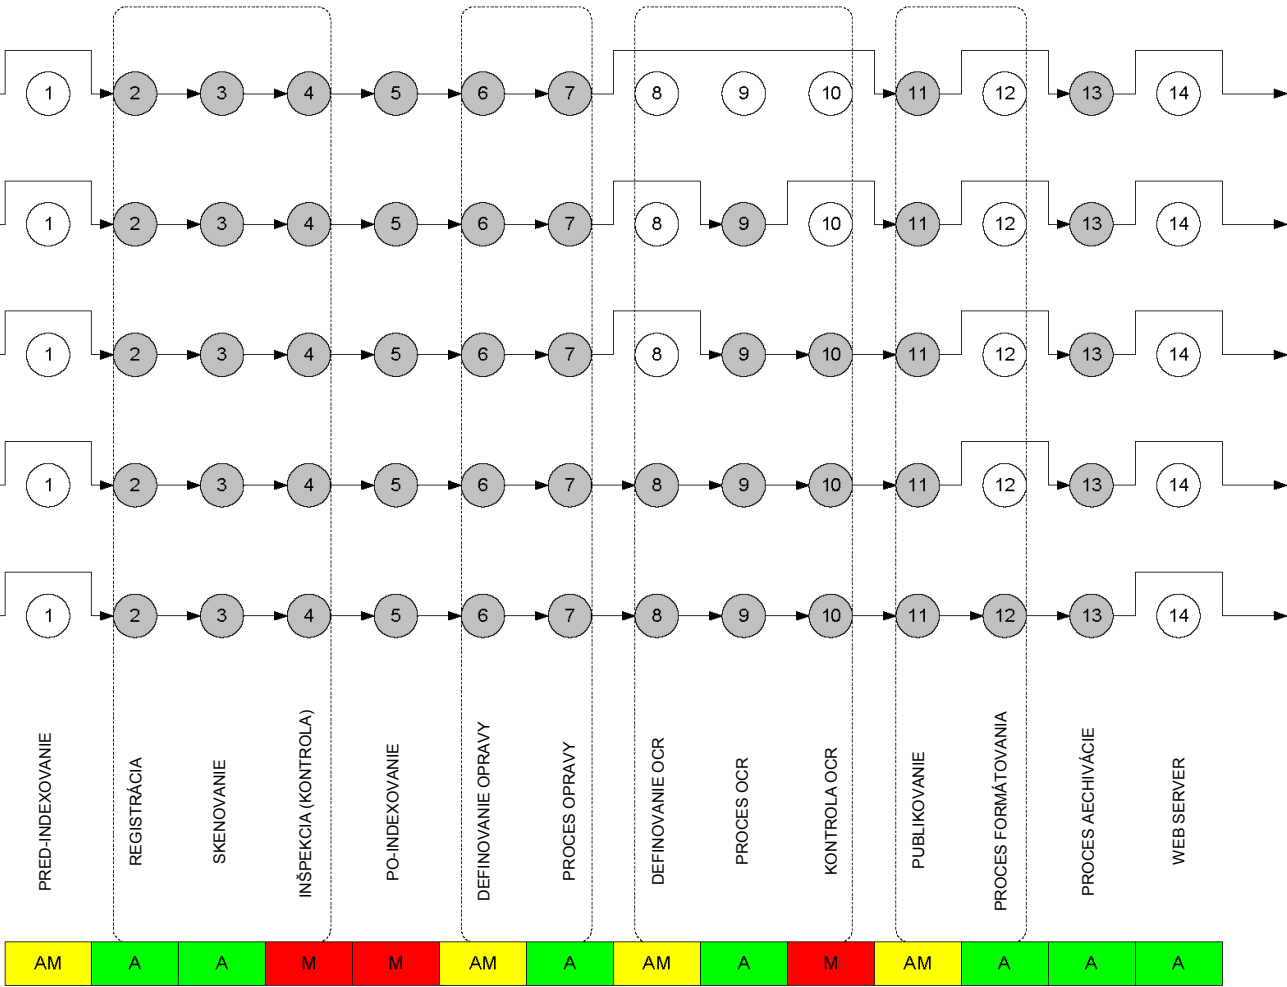 1 2 3 4 5 6 7 8 9 10 11 12 13 14
1 2 3 4 5 6 7 8 9 10 11 12 13 14
1 2 3 4 5 6 7 8 9 10 11 12 13 14
1 2 3 4 5 6 7 8 9 10 11 12 13 14
1 2 3 4 5 6 7 8 9 10 11 12 13 14
PRED-INDEXOVANIE
REGISTRÁCIA
SKENOVANIE
INŠPEKCIA (KONTROLA)
PO-INDEXOVANIE
DEFINOVANIE OPRAVY
PROCES OPRAVY
DEFINOVANIE OCR
PROCES OCR
KONTROLA OCR
PUBLIKOVANIE
PROCES FORMÁTOVANIA
PROCES AECHIVÁCIE
WEB SERVER
AM A A M M AM A AM A M AM A A A